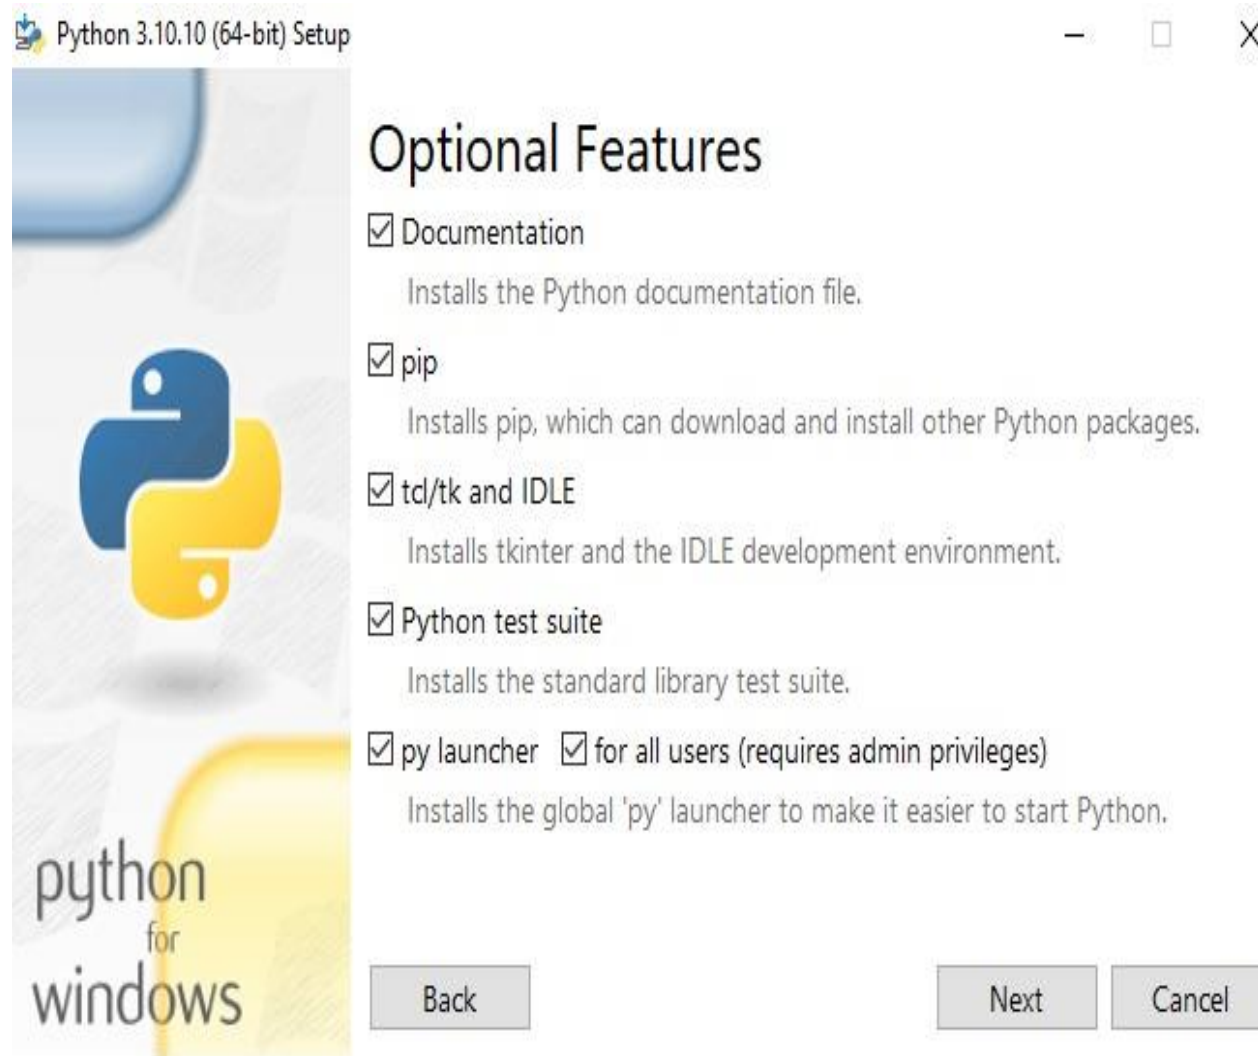 Python 3.10.10 (64-bit) Setup
Optional Features
Documentation
Installs the Python documentation file.
pip
Installs pip, which can download and install other Python packages.
tcl/tk and IDLE
Installs tkinter and the IDLE development environment.
Python test suite
Installs the standard library test suite.
py launcher for all users (requires admin privileges)
Installs the global 'py' launcher to make it easier to start Python.
python
for
windows
Back Next Cancel